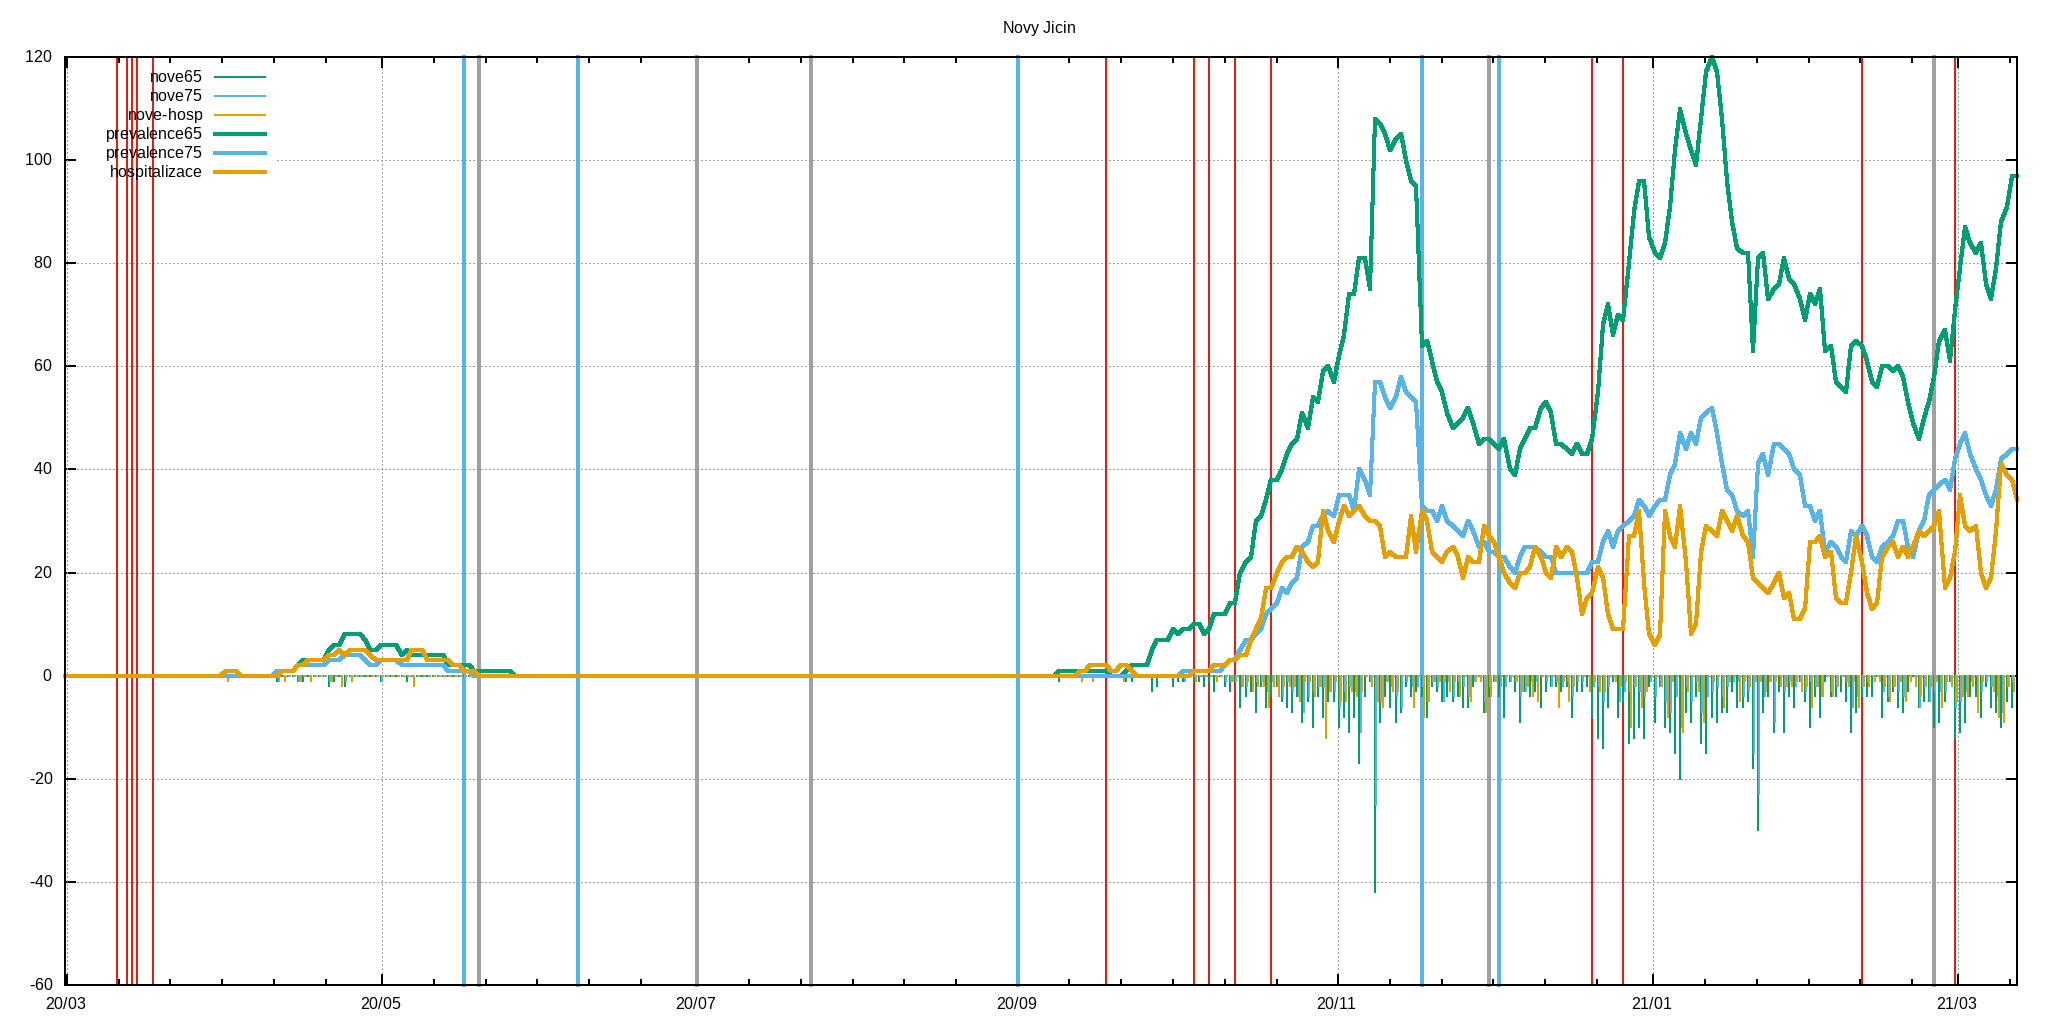 Novy Jicin
nove65
nove75
nove-hosp
prevalence65
prevalence75
hospitalizace
120
100
80
60
40
20
0
-20
-40
-60
20/03 20/05 20/07 20/09 20/11 21/01 21/03